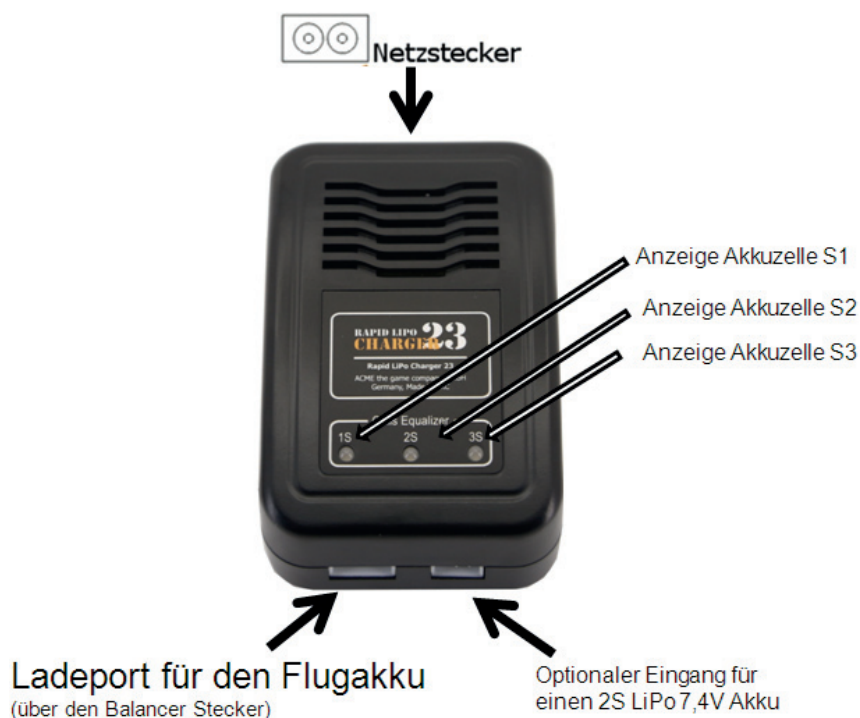 Netzstecker
Anzeige Akkuzelle S1
Anzeige Akkuzelle S2
Anzeige Akkuzelle S3
RAPID LIPO
CHARGER 23
Rapid LiPo Charger 23
ACME the game
Germany, Made
Equalizer
1S 2S 3S
Ladeport für den Flugakku
(über den Balancer Stecker)
Optionaler Eingang für
einen 2S LiPo 7,4V Akku